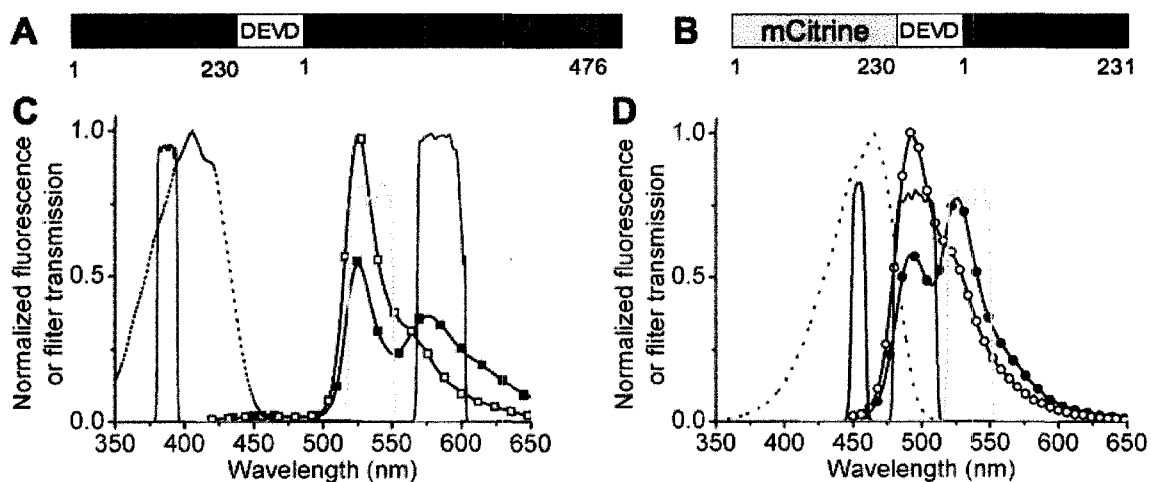 A DEVD
1 230 1 476
B mCitrine DEVD
1 230 1 231
C
Normalized fluorescence
or fliter transmission
1.0
0.5
0.0
350 400 450 500 550 600 650
Wavelength (nm)
D
Normalized fluorescence
or fliter transmission
1.0
0.5
0.0
350 400 450 500 550 600 650
Wavelength (nm)